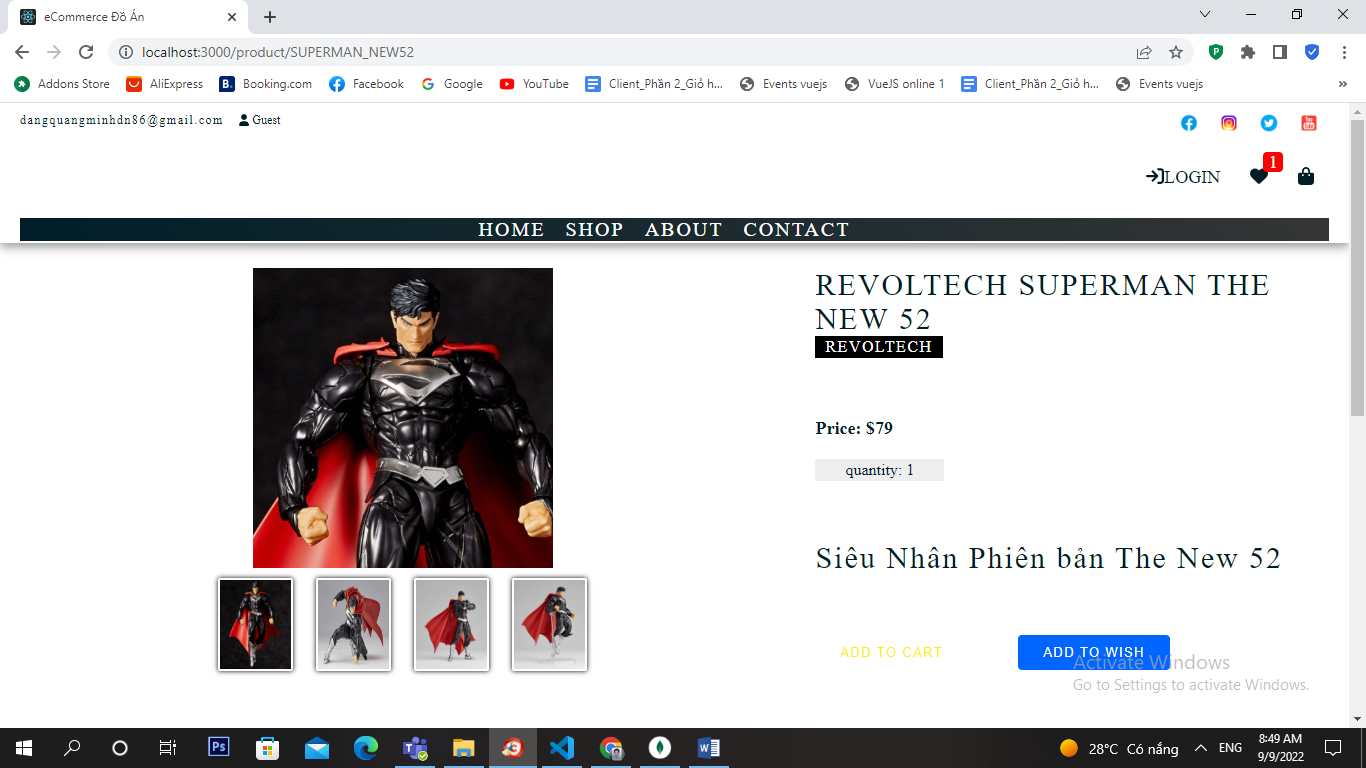 eCommerce Đồ Án
localhost:3000/product/SUPERMAN_NEW52
Addons Store AliExpress Booking.com Facebook Google YouTube Client_Phần 2_Giỏ h... Events vuejs VueJS online 1 Client_Phần 2_Giỏ h... Events vuejs
dangquangminhdn86@gmail.com Guest
1
LOGIN
HOME SHOP ABOUT CONTACT
REVOLTECH SUPERMAN THE
NEW 52
REVOLTECH
Price: $79
quantity: 1
Siêu Nhân Phiên bản The New 52
ADD TO CART ADD TO WISH
Activate Windows
Go to Settings to activate Windows.
28°C Có nắng ENG 8:49 AM
9/9/2022